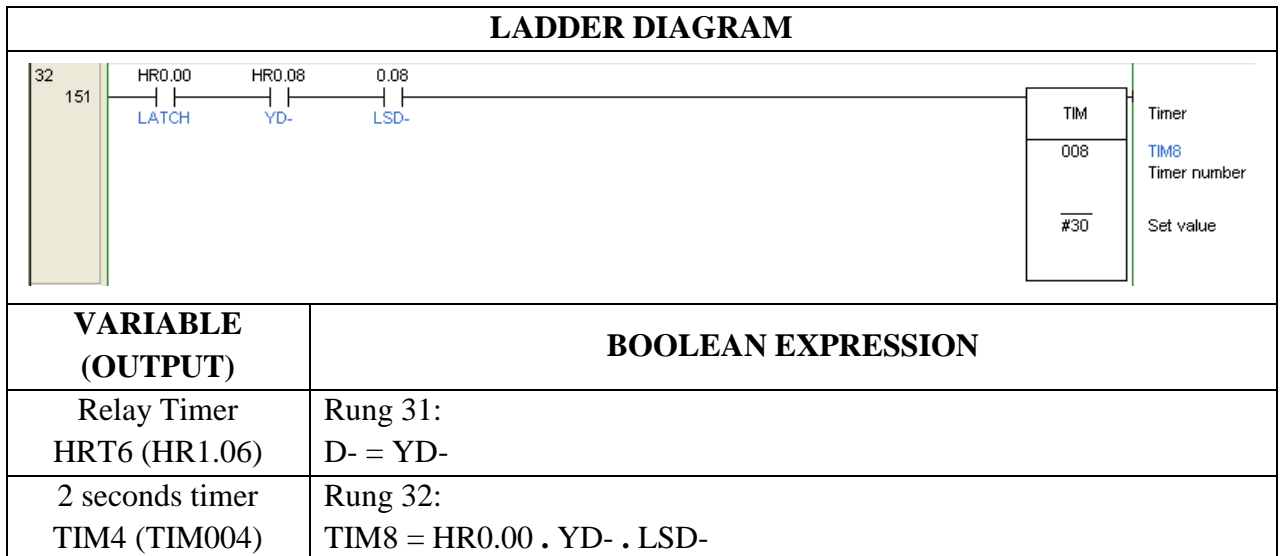 LADDER DIAGRAM
32 HR0.00 HR0.08 0.08
151 LATCH YD- LSD-
TIM Timer
008 TIM8
Timer number
#30 Set value
VARIABLE
(OUTPUT)
BOOLEAN EXPRESSION
Relay Timer
HRT6 (HR1.06)
Rung 31:
D- = YD-
2 seconds timer
TIM4 (TIM004)
Rung 32:
TIM8 = HR0.00 . YD- . LSD-